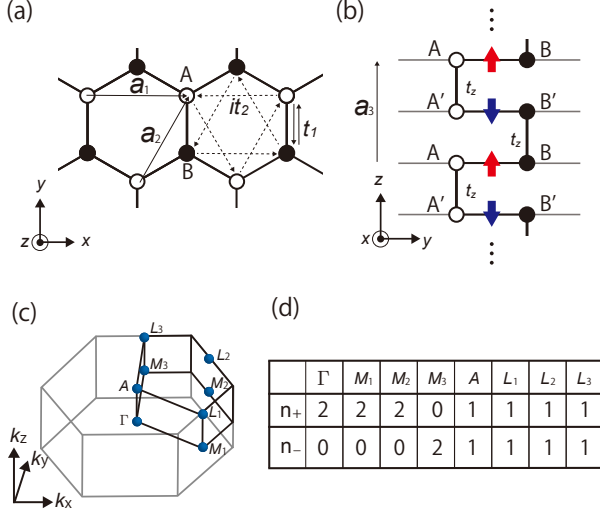 (a)
A
a1
it2
t1
a2
B
y
z
x
(b)
A
B
tz
a3
A′
B′
tz
A
B
tz
A′
B′
z
x
y
(c)
L3
M3
L2
A
M2
L1
Γ
M1
kz
ky
kx
(d)
Γ M1 M2 M3 A L1 L2 L3
n+ 2 2 2 0 1 1 1 1
n− 0 0 0 2 1 1 1 1